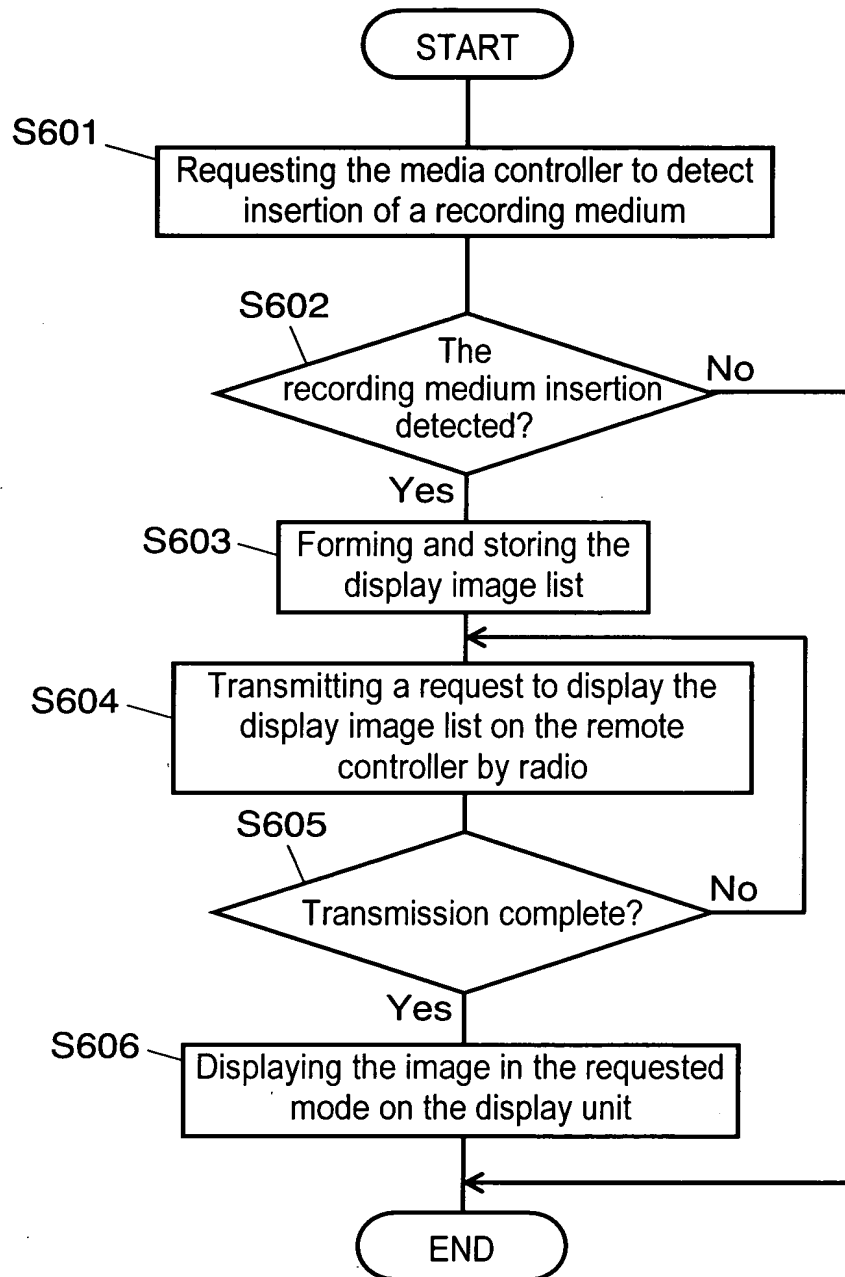 START
S601
Requesting the media controller to detect
insertion of a recording medium
S602
The
recording medium insertion
detected?
No
Yes
S603
Forming and storing the
display image list
S604
Transmitting a request to display the
display image list on the remote
controller by radio
S605
Transmission complete?
No
Yes
S606
Displaying the image in the requested
mode on the display unit
END